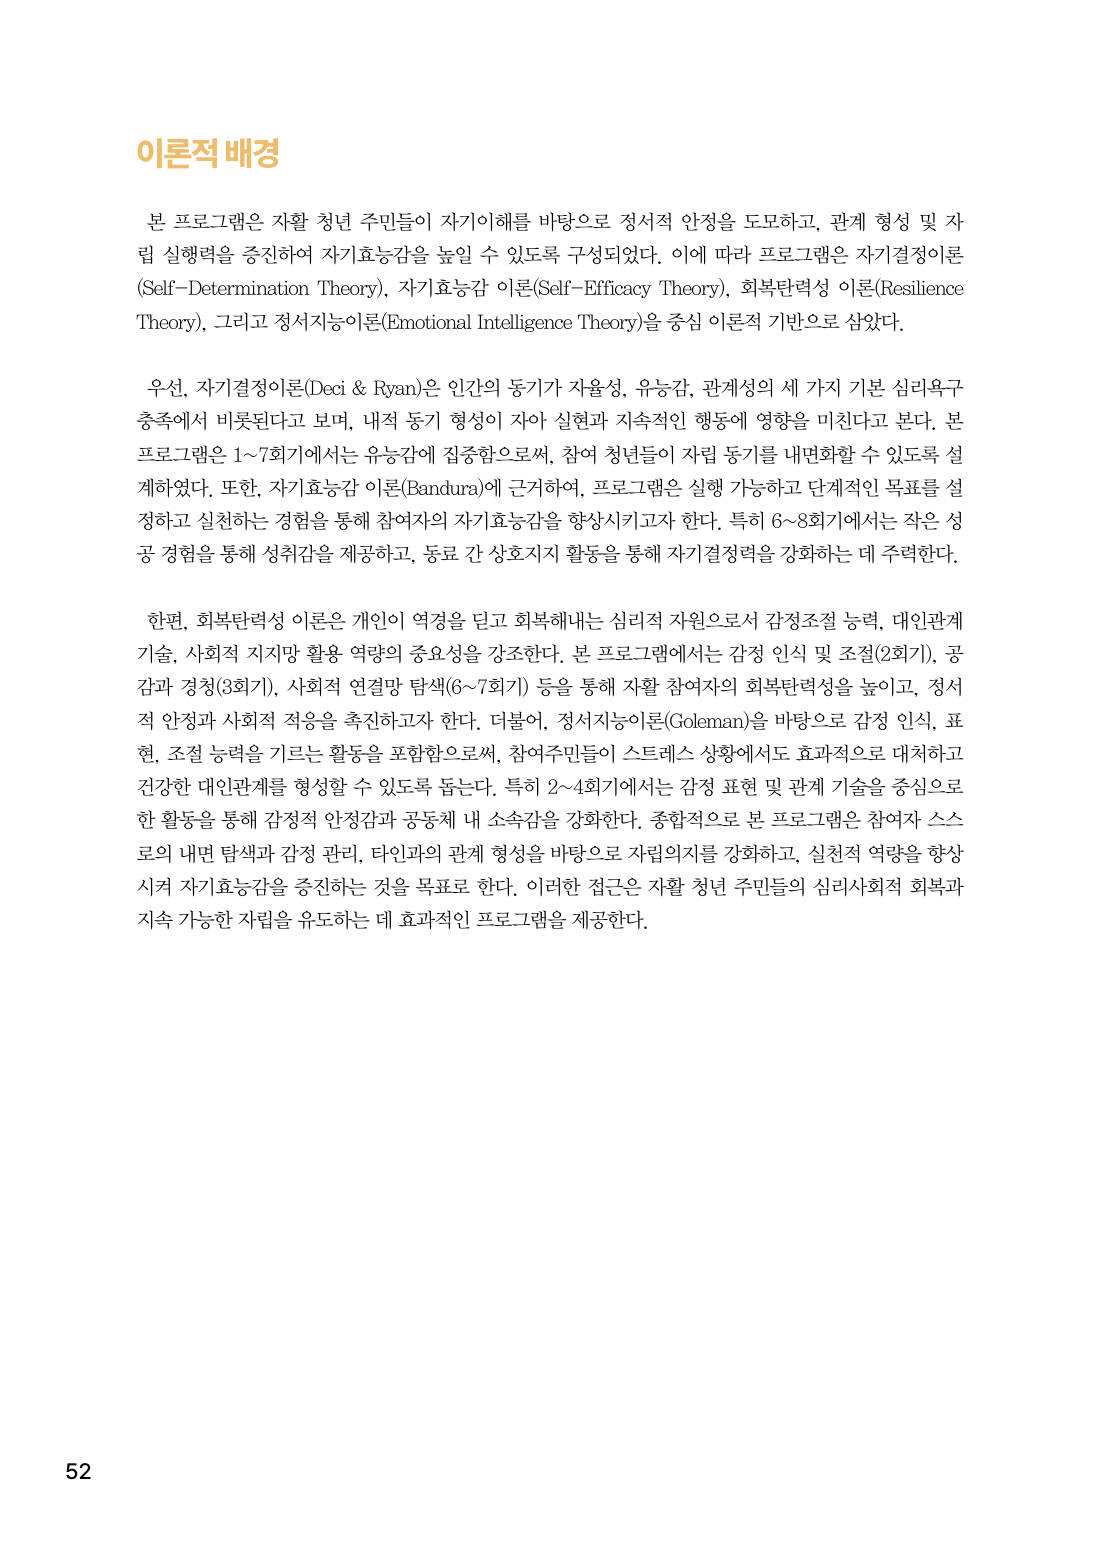 이론적 배경
본 프로그램은 자활 청년 주민들이 자기이해를 바탕으로 정서적 안정을 도모하고, 관계 형성 및 자
립 실행력을 증진하여 자기효능감을 높일 수 있도록 구성되었다. 이에 따라 프로그램은 자기결정이론
(Self-Determination Theory), 자기효능감 이론(Self-Efficacy Theory), 회복탄력성 이론(Resilience
Theory), 그리고 정서지능이론(Emotional Intelligence Theory)을 중심 이론적 기반으로 삼았다.
우선, 자기결정이론(Deci & Ryan)은 인간의 동기가 자율성, 유능감, 관계성의 세 가지 기본 심리욕구
충족에서 비롯된다고 보며, 내적 동기 형성이 자아 실현과 지속적인 행동에 영향을 미친다고 본다. 본
프로그램은 1~7회기에서는 유능감에 집중함으로써, 참여 청년들이 자립 동기를 내면화할 수 있도록 설
계하였다. 또한, 자기효능감 이론(Bandura)에 근거하여, 프로그램은 실행 가능하고 단계적인 목표를 설
정하고 실천하는 경험을 통해 참여자의 자기효능감을 향상시키고자 한다. 특히 6~8회기에서는 작은 성
공 경험을 통해 성취감을 제공하고, 동료 간 상호지지 활동을 통해 자기결정력을 강화하는 데 주력한다.
한편, 회복탄력성 이론은 개인이 역경을 딛고 회복해내는 심리적 자원으로서 감정조절 능력, 대인관계
기술, 사회적 지지망 활용 역량의 중요성을 강조한다. 본 프로그램에서는 감정 인식 및 조절(2회기), 공
감과 경청(3회기), 사회적 연결망 탐색(6~7회기) 등을 통해 자활 참여자의 회복탄력성을 높이고, 정서
적 안정과 사회적 적응을 촉진하고자 한다. 더불어, 정서지능이론(Goleman)을 바탕으로 감정 인식, 표
현, 조절 능력을 기르는 활동을 포함함으로써, 참여주민들이 스트레스 상황에서도 효과적으로 대처하고
건강한 대인관계를 형성할 수 있도록 돕는다. 특히 2~4회기에서는 감정 표현 및 관계 기술을 중심으로
한 활동을 통해 감정적 안정감과 공동체 내 소속감을 강화한다. 종합적으로 본 프로그램은 참여자 스스
로의 내면 탐색과 감정 관리, 타인과의 관계 형성을 바탕으로 자립의지를 강화하고, 실천적 역량을 향상
시켜 자기효능감을 증진하는 것을 목표로 한다. 이러한 접근은 자활 청년 주민들의 심리사회적 회복과
지속 가능한 자립을 유도하는 데 효과적인 프로그램을 제공한다.
52